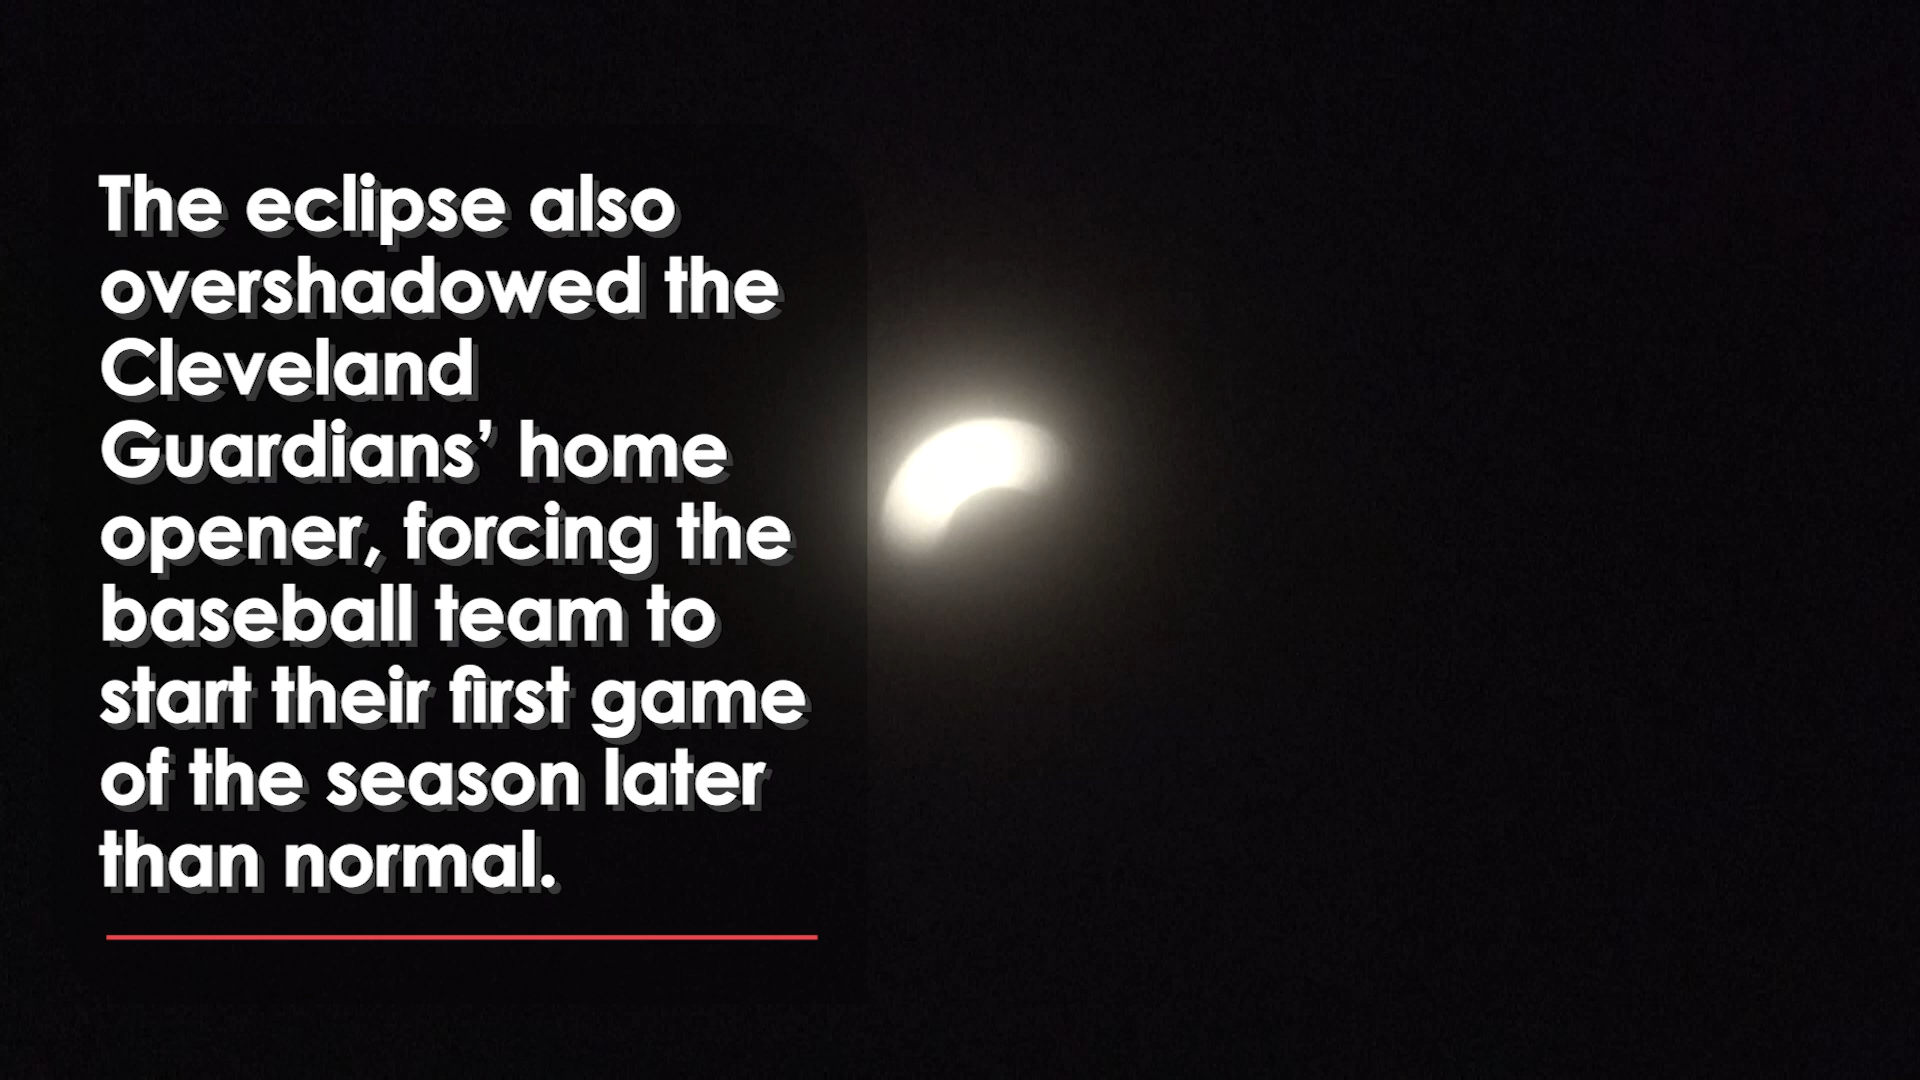 The eclipse also
overshadowed the
Cleveland
Guardians’ home
opener, forcing the
baseball team to
start their first game
of the season later
than normal.